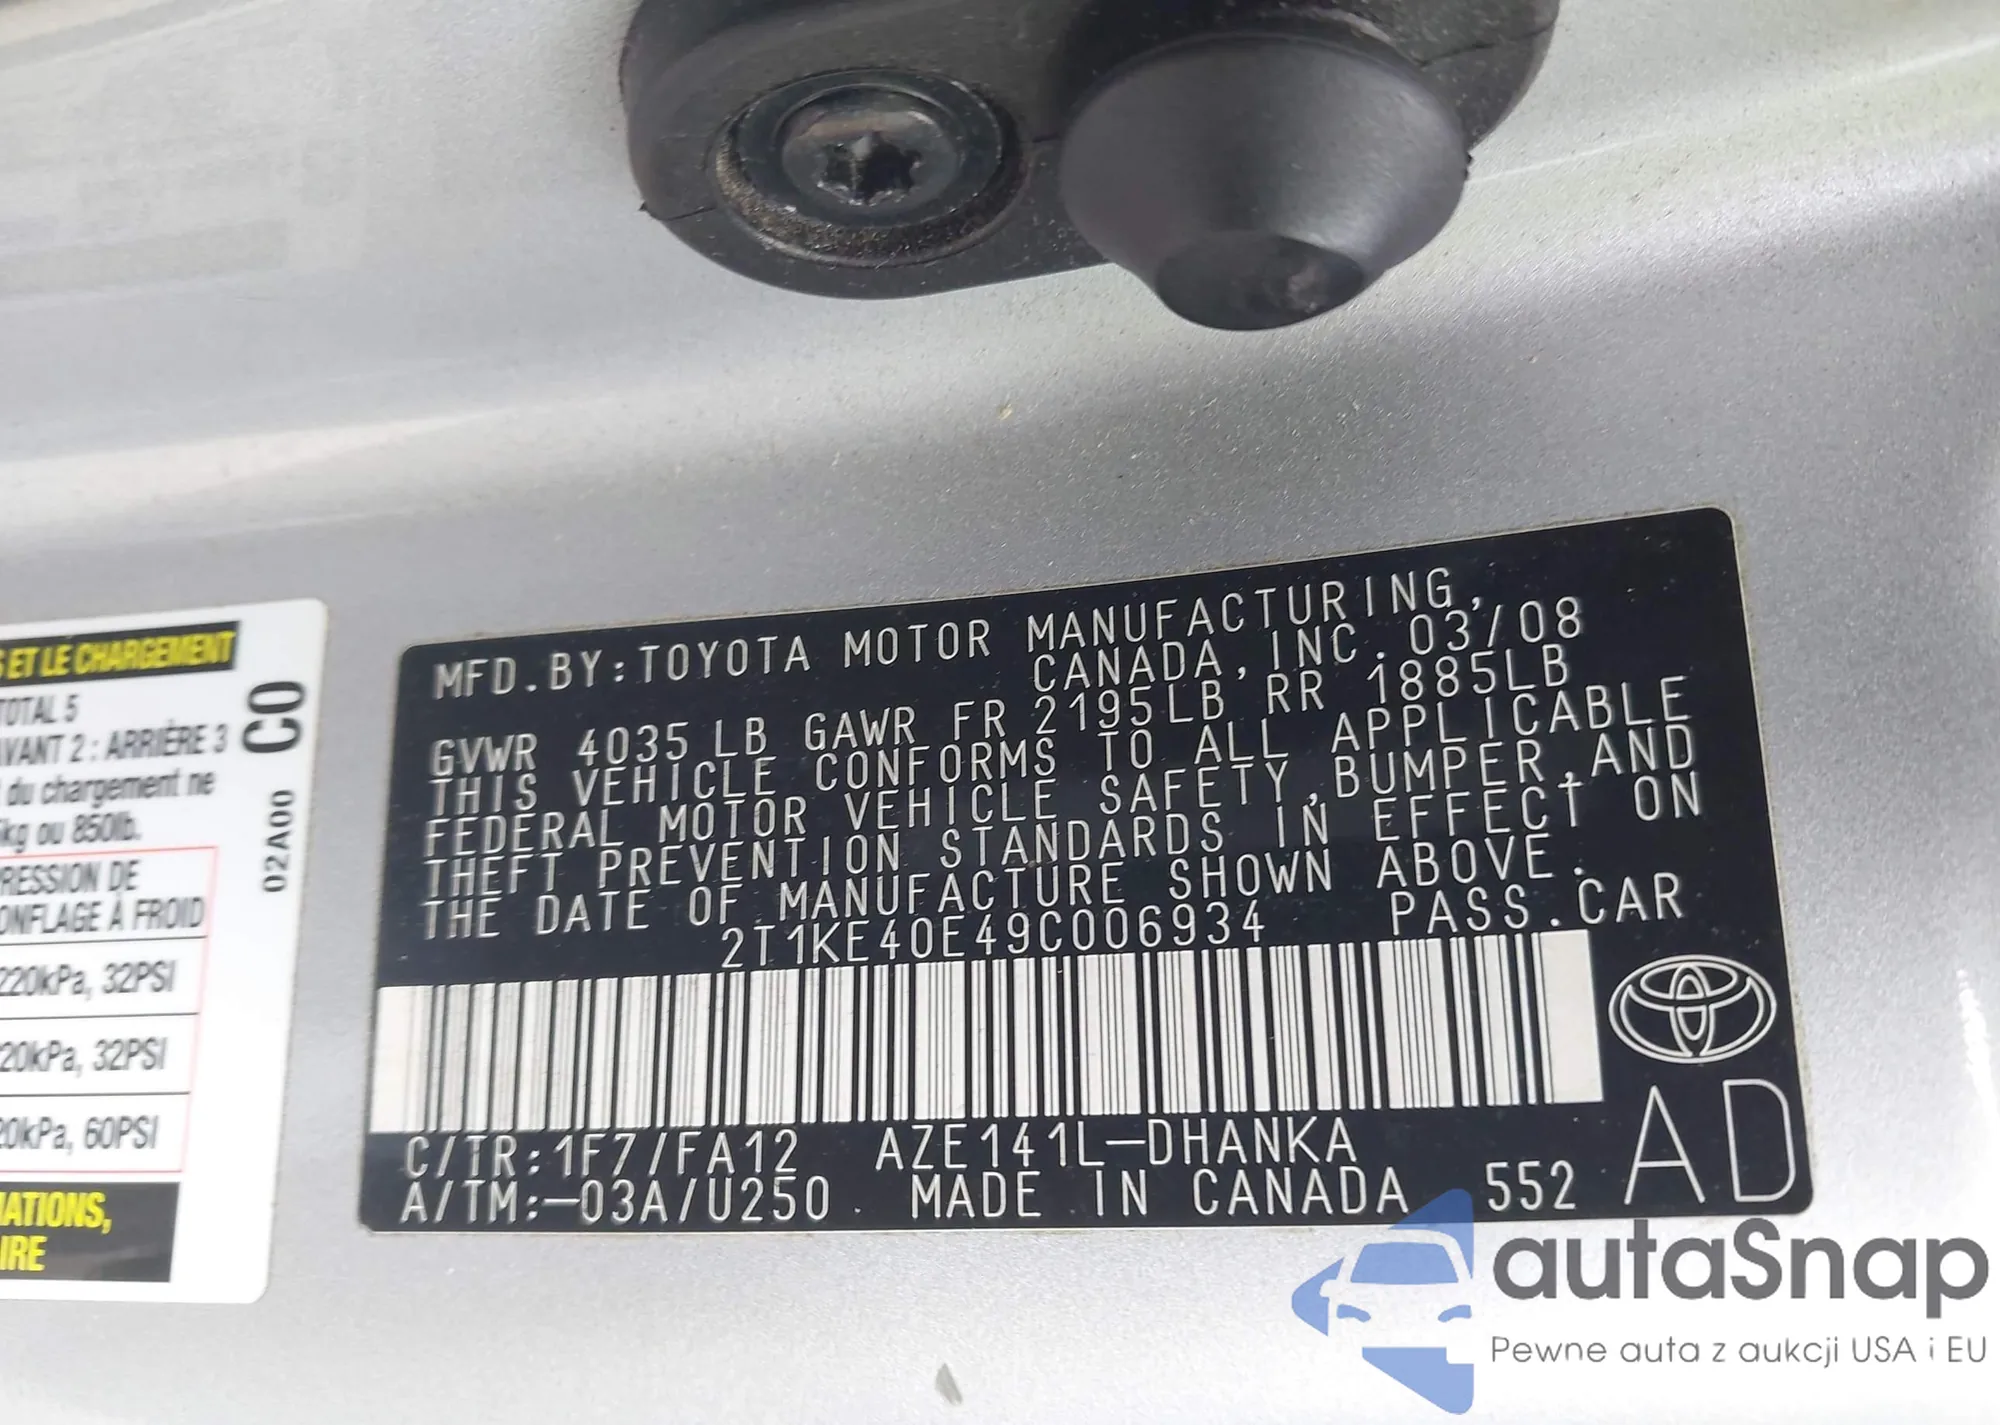 S ET LE CHARGEMENT
TOTAL 5
AVANT 2 : ARRIÈRE 3
du chargement ne
kg ou 850lb.
RESSION DE
ONFLAGE À FROID
220kPa, 32PSI
20kPa, 32PSI
20kPa, 60PSI
MATIONS,
IRE
CO
02A00
MFD.BY:TOYOTA MOTOR MANUFACTURING,
CANADA,INC. 03/08
GVWR 4035LB GAWR FR 2195LB RR 1885LB
THIS VEHICLE CONFORMS TO ALL APPLICABLE
FEDERAL MOTOR VEHICLE SAFETY,BUMPER,AND
THEFT PREVENTION STANDARDS IN EFFECT ON
THE DATE OF MANUFACTURE SHOWN ABOVE.
2T1KE40E49C006934 PASS.CAR
C/TR:1F7/FA12 AZE141L-DHANKA
A/TM:-03A/U250 MADE IN CANADA 552
AD
autaSnap
Pewne auta z aukcji USA i EU